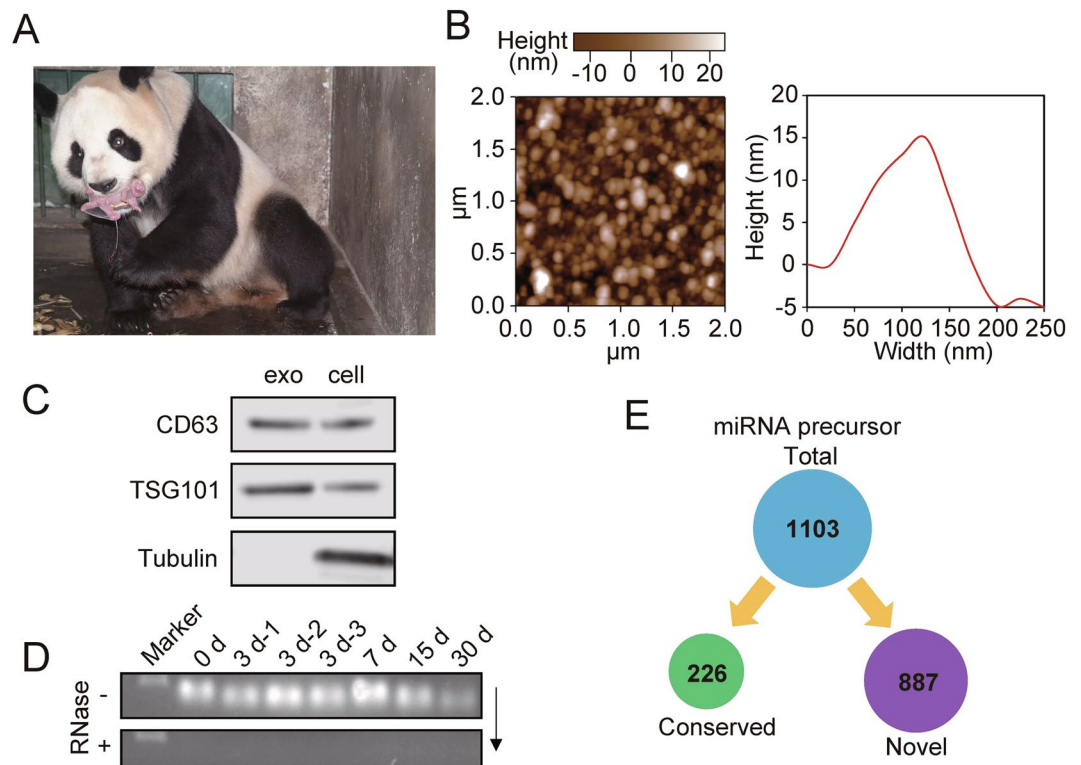 A
B
Height
(nm)
-10 0 10 20
2.0
1.5
1.0
0.5
0.0
µm
0.0 0.5 1.0 1.5 2.0
µm
20
15
10
5
0
-5
Height (nm)
0 50 100 150 200 250
Width (nm)
C
exo cell
CD63
TSG101
Tubulin
D
Marker 0 d 3 d-1 3 d-2 3 d-3 7 d 15 d 30 d
RNase
-
+
E
miRNA precursor
Total
1103
226
887
Conserved
Novel